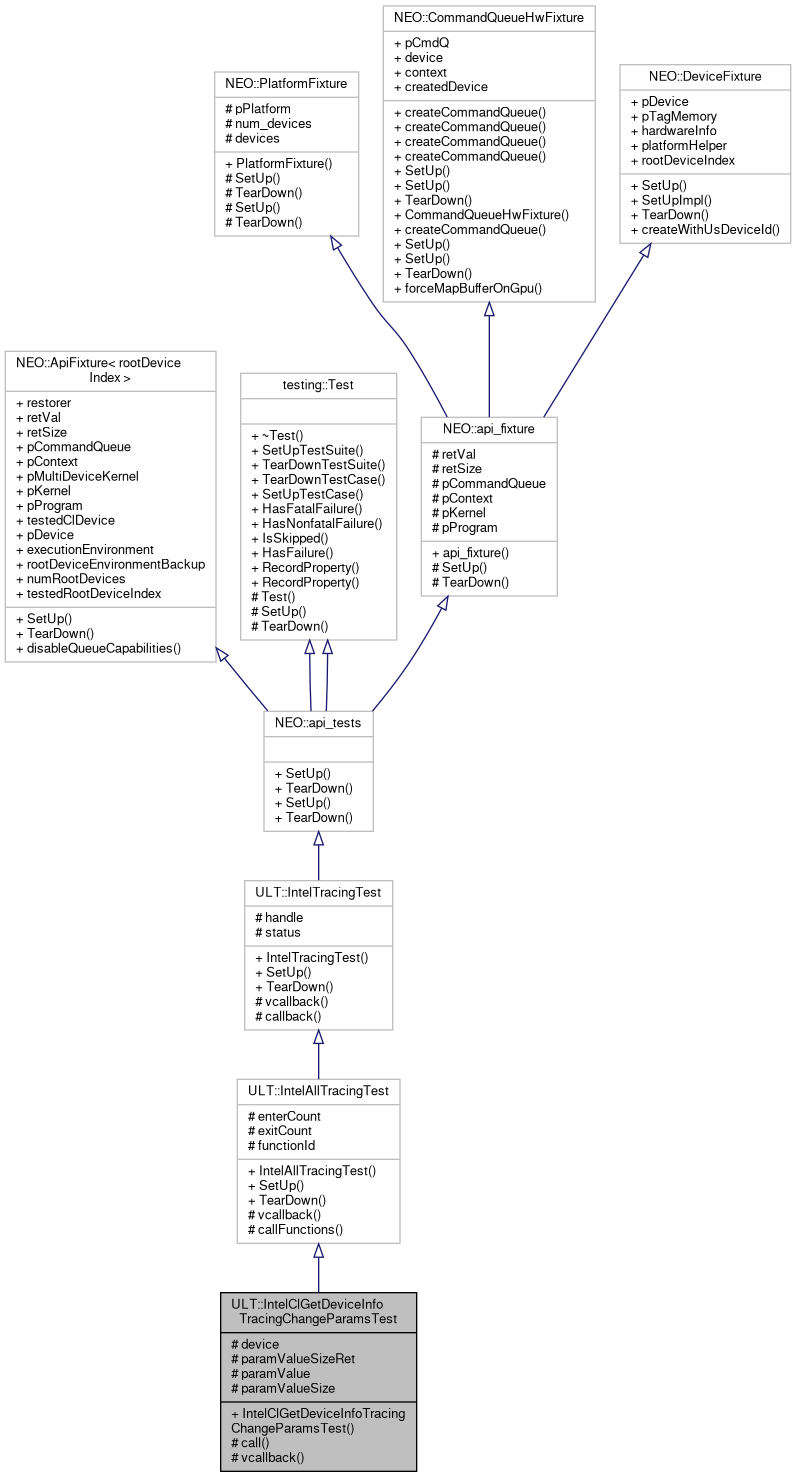 NEO::CommandQueueHwFixture
+ pCmdQ
+ device
+ context
+ createdDevice
+ createCommandQueue()
+ createCommandQueue()
+ createCommandQueue()
+ createCommandQueue()
+ SetUp()
+ SetUp()
+ TearDown()
+ CommandQueueHwFixture()
+ createCommandQueue()
+ SetUp()
+ SetUp()
+ TearDown()
+ forceMapBufferOnGpu()
NEO::PlatformFixture
# pPlatform
# num_devices
# devices
+ PlatformFixture()
# SetUp()
# TearDown()
# SetUp()
# TearDown()
NEO::DeviceFixture
+ pDevice
+ pTagMemory
+ hardwareInfo
+ platformHelper
+ rootDeviceIndex
+ SetUp()
+ SetUpImpl()
+ TearDown()
+ createWithUsDeviceId()
NEO::ApiFixture< rootDevice
Index >
+ restorer
+ retVal
+ retSize
+ pCommandQueue
+ pContext
+ pMultiDeviceKernel
+ pKernel
+ pProgram
+ testedClDevice
+ pDevice
+ executionEnvironment
+ rootDeviceEnvironmentBackup
+ numRootDevices
+ testedRootDeviceIndex
+ SetUp()
+ TearDown()
+ disableQueueCapabilities()
testing::Test
+ ~Test()
+ SetUpTestSuite()
+ TearDownTestSuite()
+ TearDownTestCase()
+ SetUpTestCase()
+ HasFatalFailure()
+ HasNonfatalFailure()
+ IsSkipped()
+ HasFailure()
+ RecordProperty()
+ RecordProperty()
# Test()
# SetUp()
# TearDown()
NEO::api_fixture
# retVal
# retSize
# pCommandQueue
# pContext
# pKernel
# pProgram
+ api_fixture()
# SetUp()
# TearDown()
NEO::api_tests
+ SetUp()
+ TearDown()
+ SetUp()
+ TearDown()
ULT::IntelTracingTest
# handle
# status
+ IntelTracingTest()
+ SetUp()
+ TearDown()
# vcallback()
# callback()
ULT::IntelAllTracingTest
# enterCount
# exitCount
# functionId
+ IntelAllTracingTest()
+ SetUp()
+ TearDown()
# vcallback()
# callFunctions()
ULT::IntelClGetDeviceInfo
TracingChangeParamsTest
# device
# paramValueSizeRet
# paramValue
# paramValueSize
+ IntelClGetDeviceInfoTracing
ChangeParamsTest()
# call()
# vcallback()